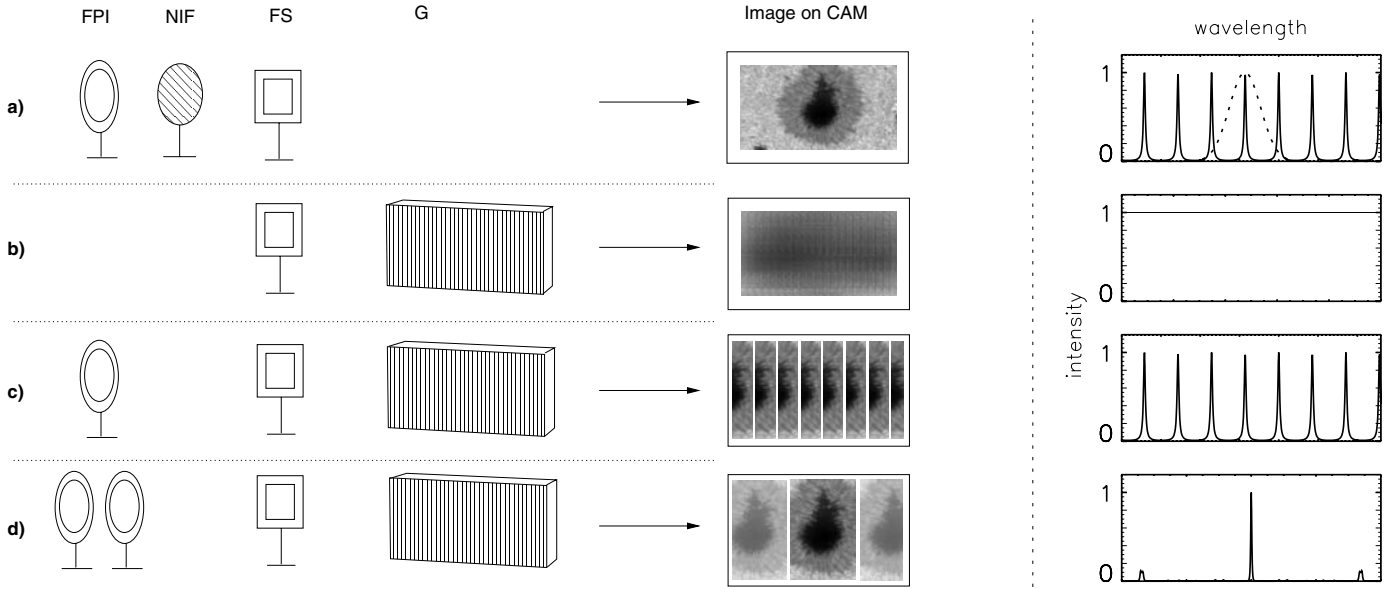 FPI NIF FS G Image on CAM
wavelength
a)
1
0
b)
1
0
intensity
c)
1
0
d)
1
0